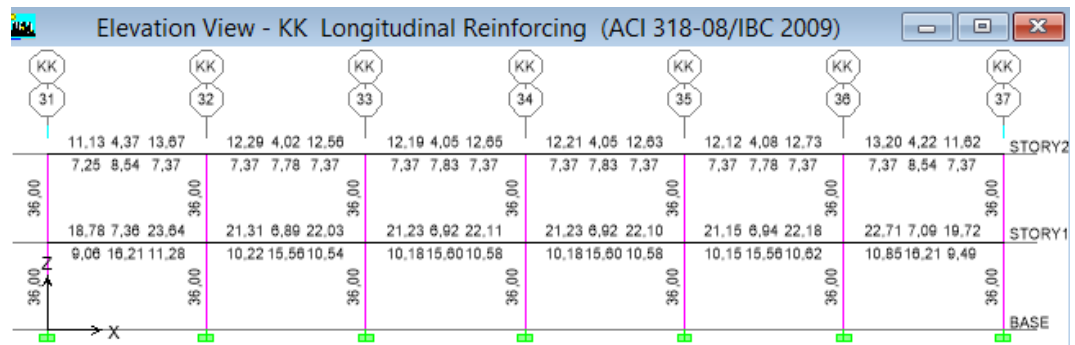 Elevation View - KK Longitudinal Reinforcing (ACI 318-08/IBC 2009)
KK KK KK KK KK KK KK
31 32 33 34 35 36 37
11,13 4,37 13,67 12,29 4,02 12,56 12,19 4,05 12,65 12,21 4,05 12,63 12,12 4,08 12,73 13,20 4,22 11,62
STORY2
7,25 8,54 7,37 7,37 7,78 7,37 7,37 7,83 7,37 7,37 7,83 7,37 7,37 7,78 7,37 7,37 8,54 7,37
36,00 36,00 36,00 36,00 36,00 36,00 36,00
18,78 7,36 23,64 21,31 6,89 22,03 21,23 6,92 22,11 21,23 6,92 22,10 21,15 6,94 22,18 22,71 7,09 19,72
STORY1
9,06 16,21 11,28 10,22 15,56 10,54 10,18 15,60 10,58 10,18 15,60 10,58 10,15 15,56 10,62 10,85 16,21 9,49
Z
36,00 36,00 36,00 36,00 36,00 36,00 36,00
BASE
X